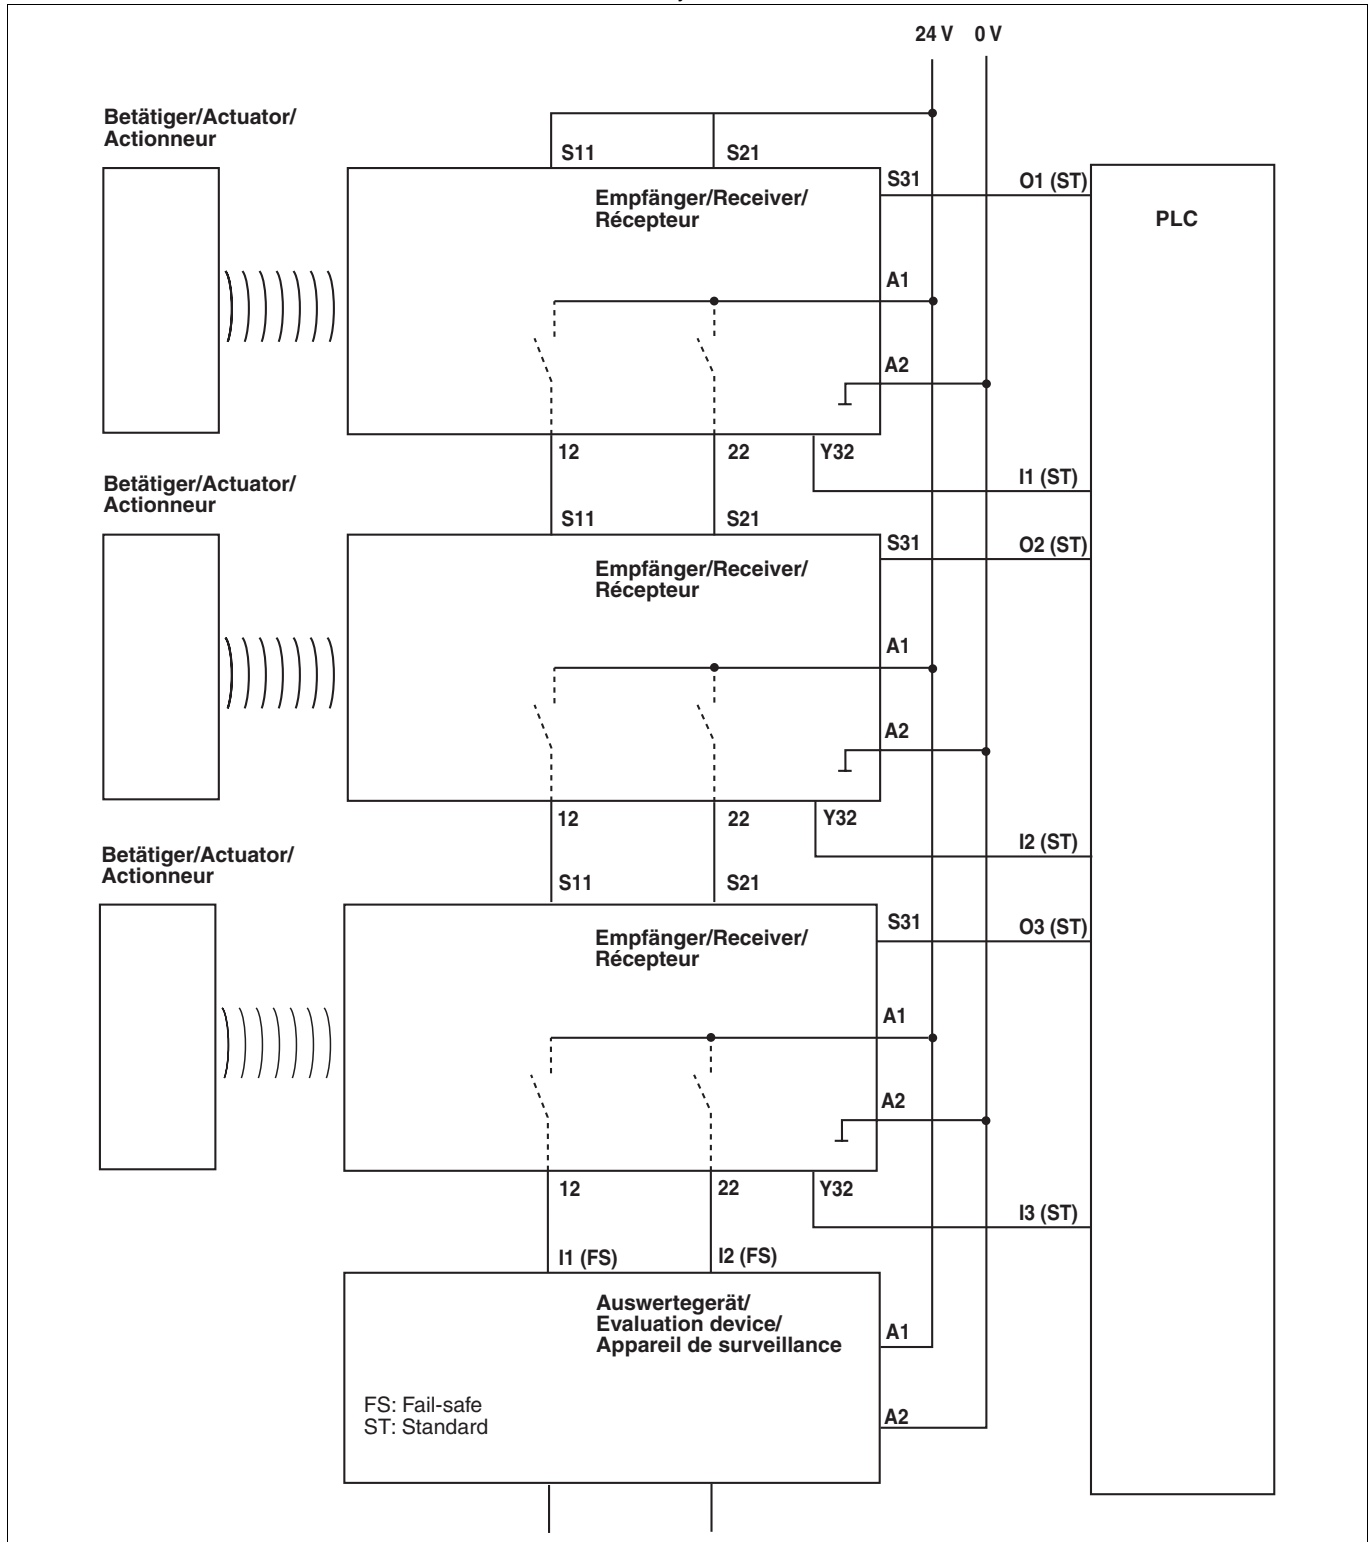 24 V 0 V
Betätiger/Actuator/
Actionneur
S11 S21
S31 O1 (ST)
Empfänger/Receiver/
Récepteur
PLC
A1
A2
12 22 Y32
I1 (ST)
Betätiger/Actuator/
Actionneur
S11 S21
S31 O2 (ST)
Empfänger/Receiver/
Récepteur
A1
A2
12 22 Y32
I2 (ST)
Betätiger/Actuator/
Actionneur
S11 S21
S31 O3 (ST)
Empfänger/Receiver/
Récepteur
A1
A2
12 22 Y32
I3 (ST)
I1 (FS) I2 (FS)
Auswertegerät/
Evaluation device/
Appareil de surveillance
A1
FS: Fail-safe
ST: Standard
A2